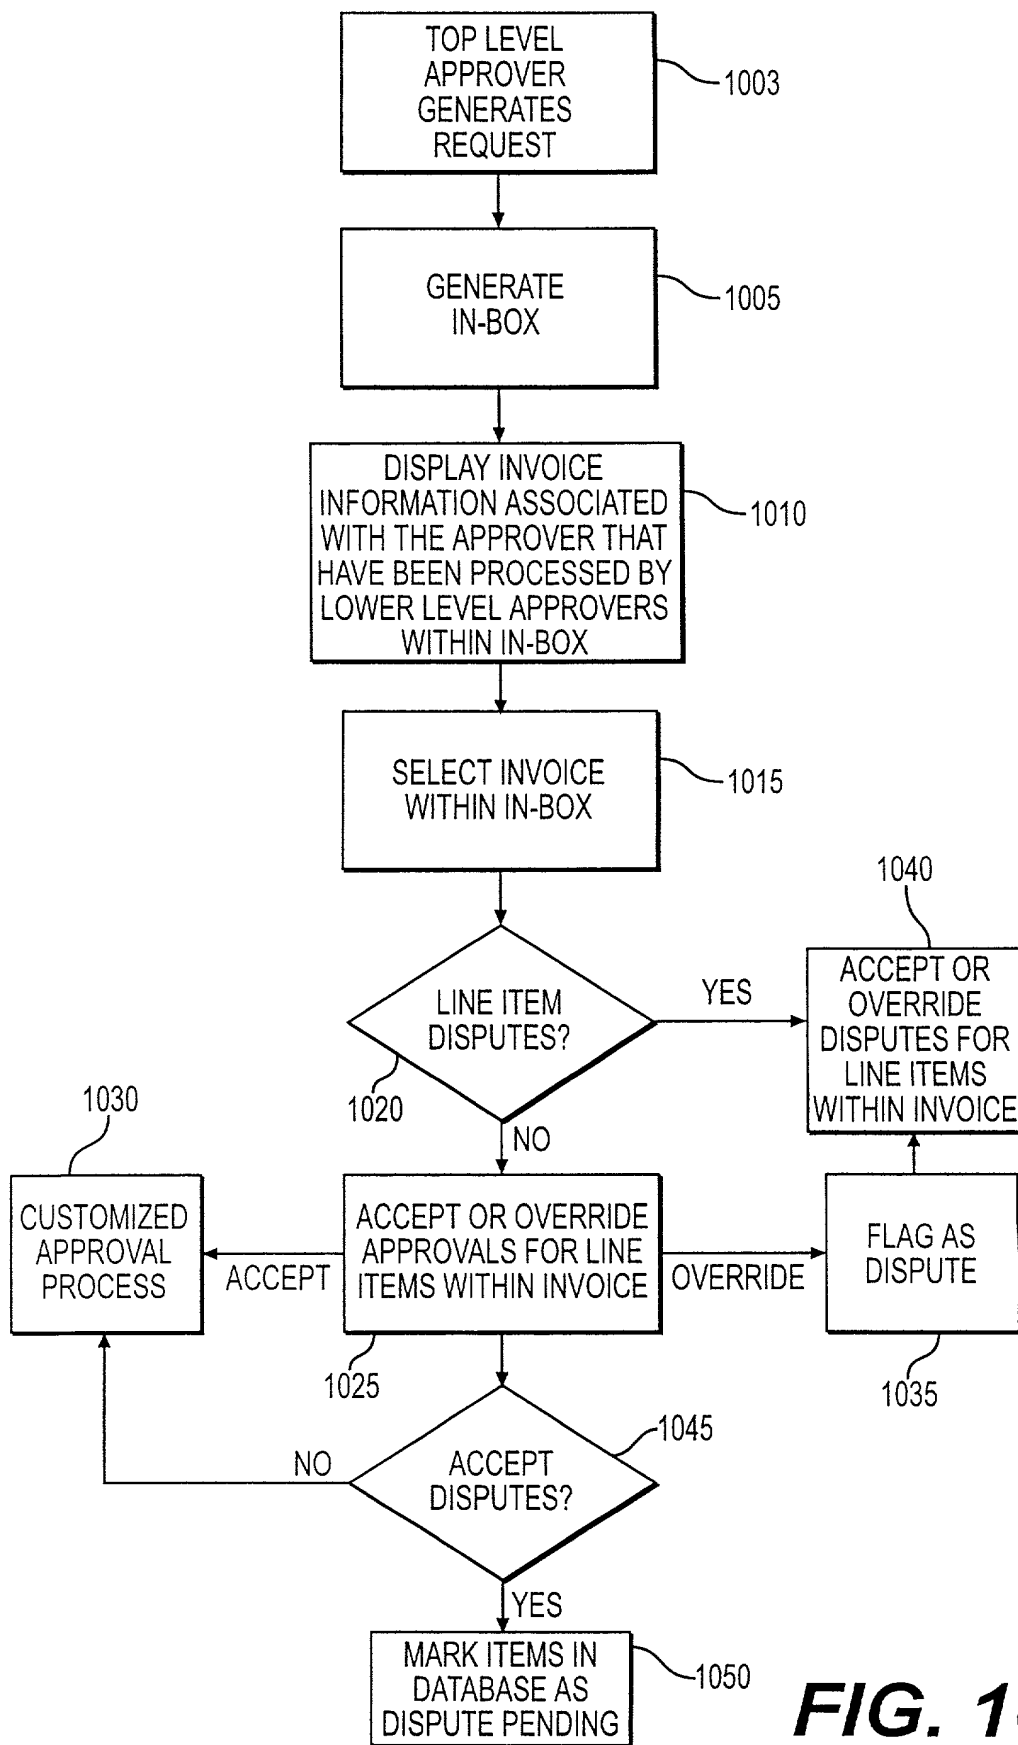 TOP LEVEL
APPROVER
GENERATES
REQUEST
1003
GENERATE
IN-BOX
1005
DISPLAY INVOICE
INFORMATION ASSOCIATED
WITH THE APPROVER THAT
HAVE BEEN PROCESSED BY
LOWER LEVEL APPROVERS
WITHIN IN-BOX
1010
SELECT INVOICE
WITHIN IN-BOX
1015
LINE ITEM
DISPUTES?
1020
YES
1040
ACCEPT OR
OVERRIDE
DISPUTES FOR
LINE ITEMS
WITHIN INVOICE
NO
1030
CUSTOMIZED
APPROVAL
PROCESS
ACCEPT
ACCEPT OR OVERRIDE
APPROVALS FOR LINE
ITEMS WITHIN INVOICE
1025
OVERRIDE
FLAG AS
DISPUTE
1035
ACCEPT
DISPUTES?
1045
NO
YES
MARK ITEMS IN
DATABASE AS
DISPUTE PENDING
1050
FIG. 1